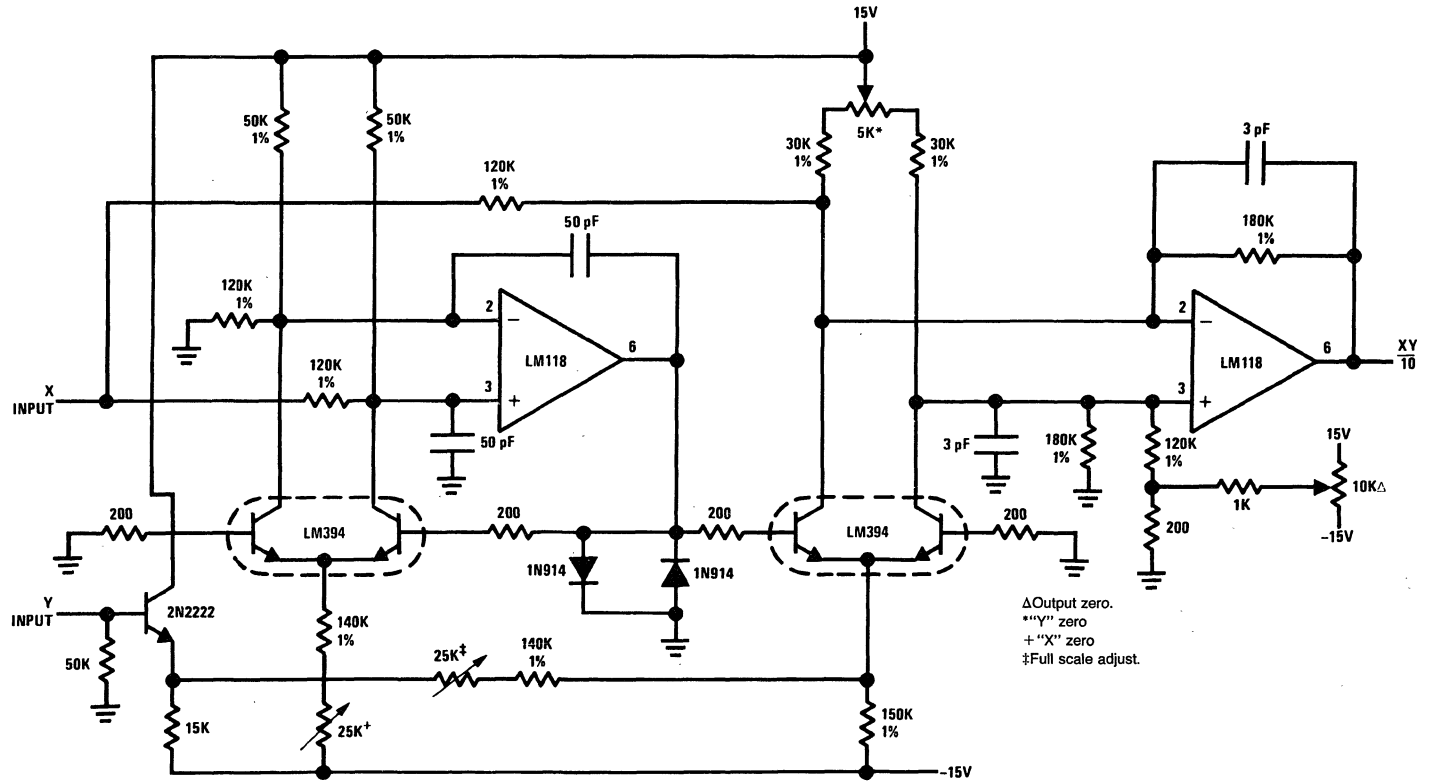 15V
50K
1%
50K
1%
5K*
30K
1%
30K
1%
3 pF
120K
1%
180K
1%
50 pF
120K
1%
2
−
LM118
6
3
+
120K
1%
X
INPUT
50 pF
2
−
LM118
6
XY
10
3
+
3 pF
180K
1%
120K
1%
15V
10KΔ
−15V
1K
200
200
LM394
200
200
LM394
200
1N914
1N914
Y
INPUT
2N2222
50K
140K
1%
25K‡
140K
1%
15K
25K+
150K
1%
−15V
ΔOutput zero.
*“Y” zero
+“X” zero
‡Full scale adjust.